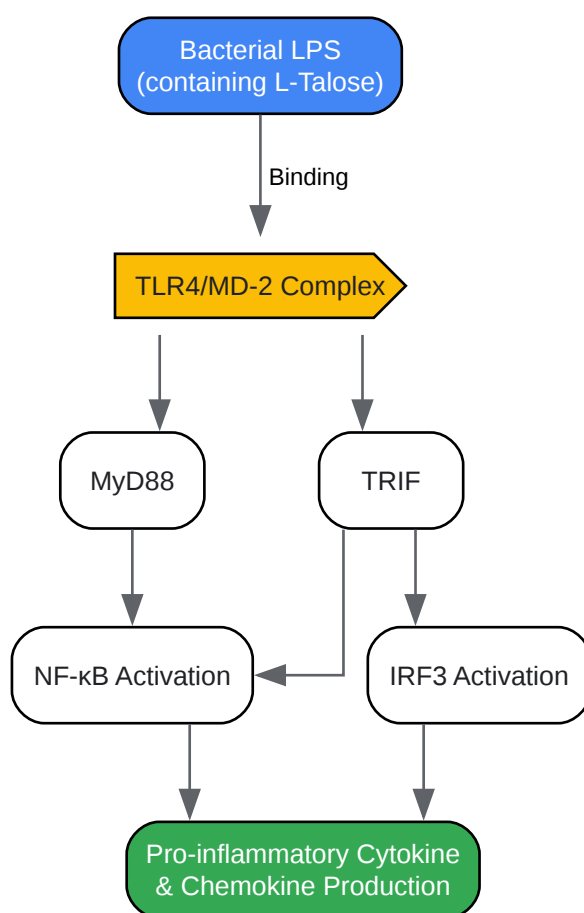 Bacterial LPS
(containing L-Talose)
Binding
TLR4/MD-2 Complex
MyD88
TRIF
NF-κB Activation
IRF3 Activation
Pro-inflammatory Cytokine
& Chemokine Production